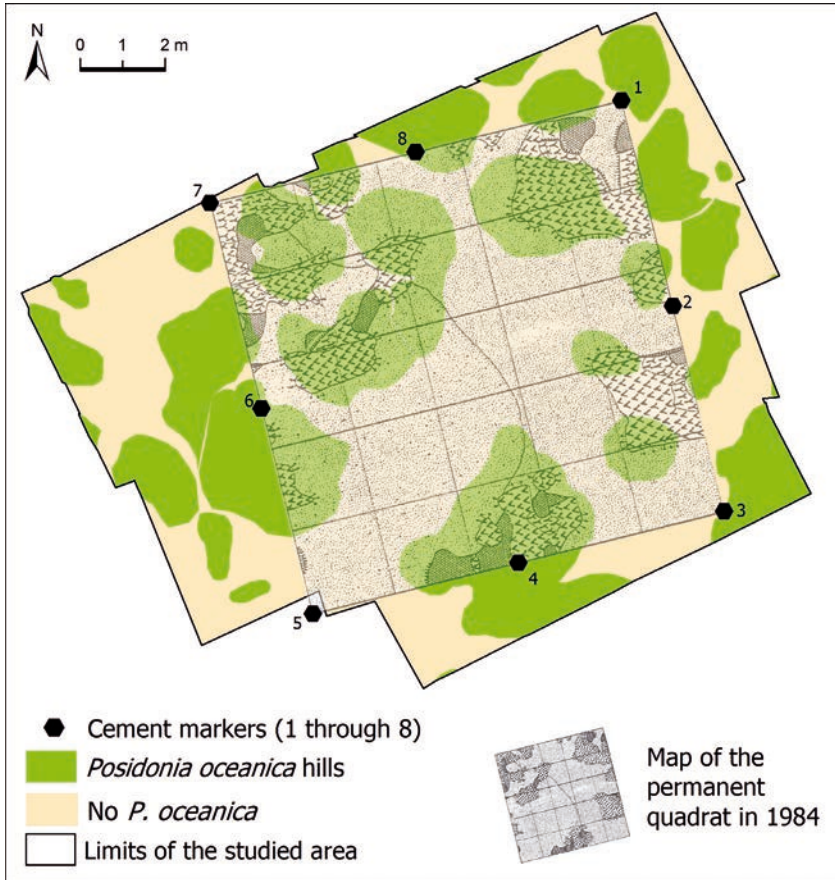 N
0 1 2 m
1
8
7
2
6
3
4
5
Cement markers (1 through 8)
Posidonia oceanica hills
No P. oceanica
Limits of the studied area
Map of the
permanent
quadrat in 1984